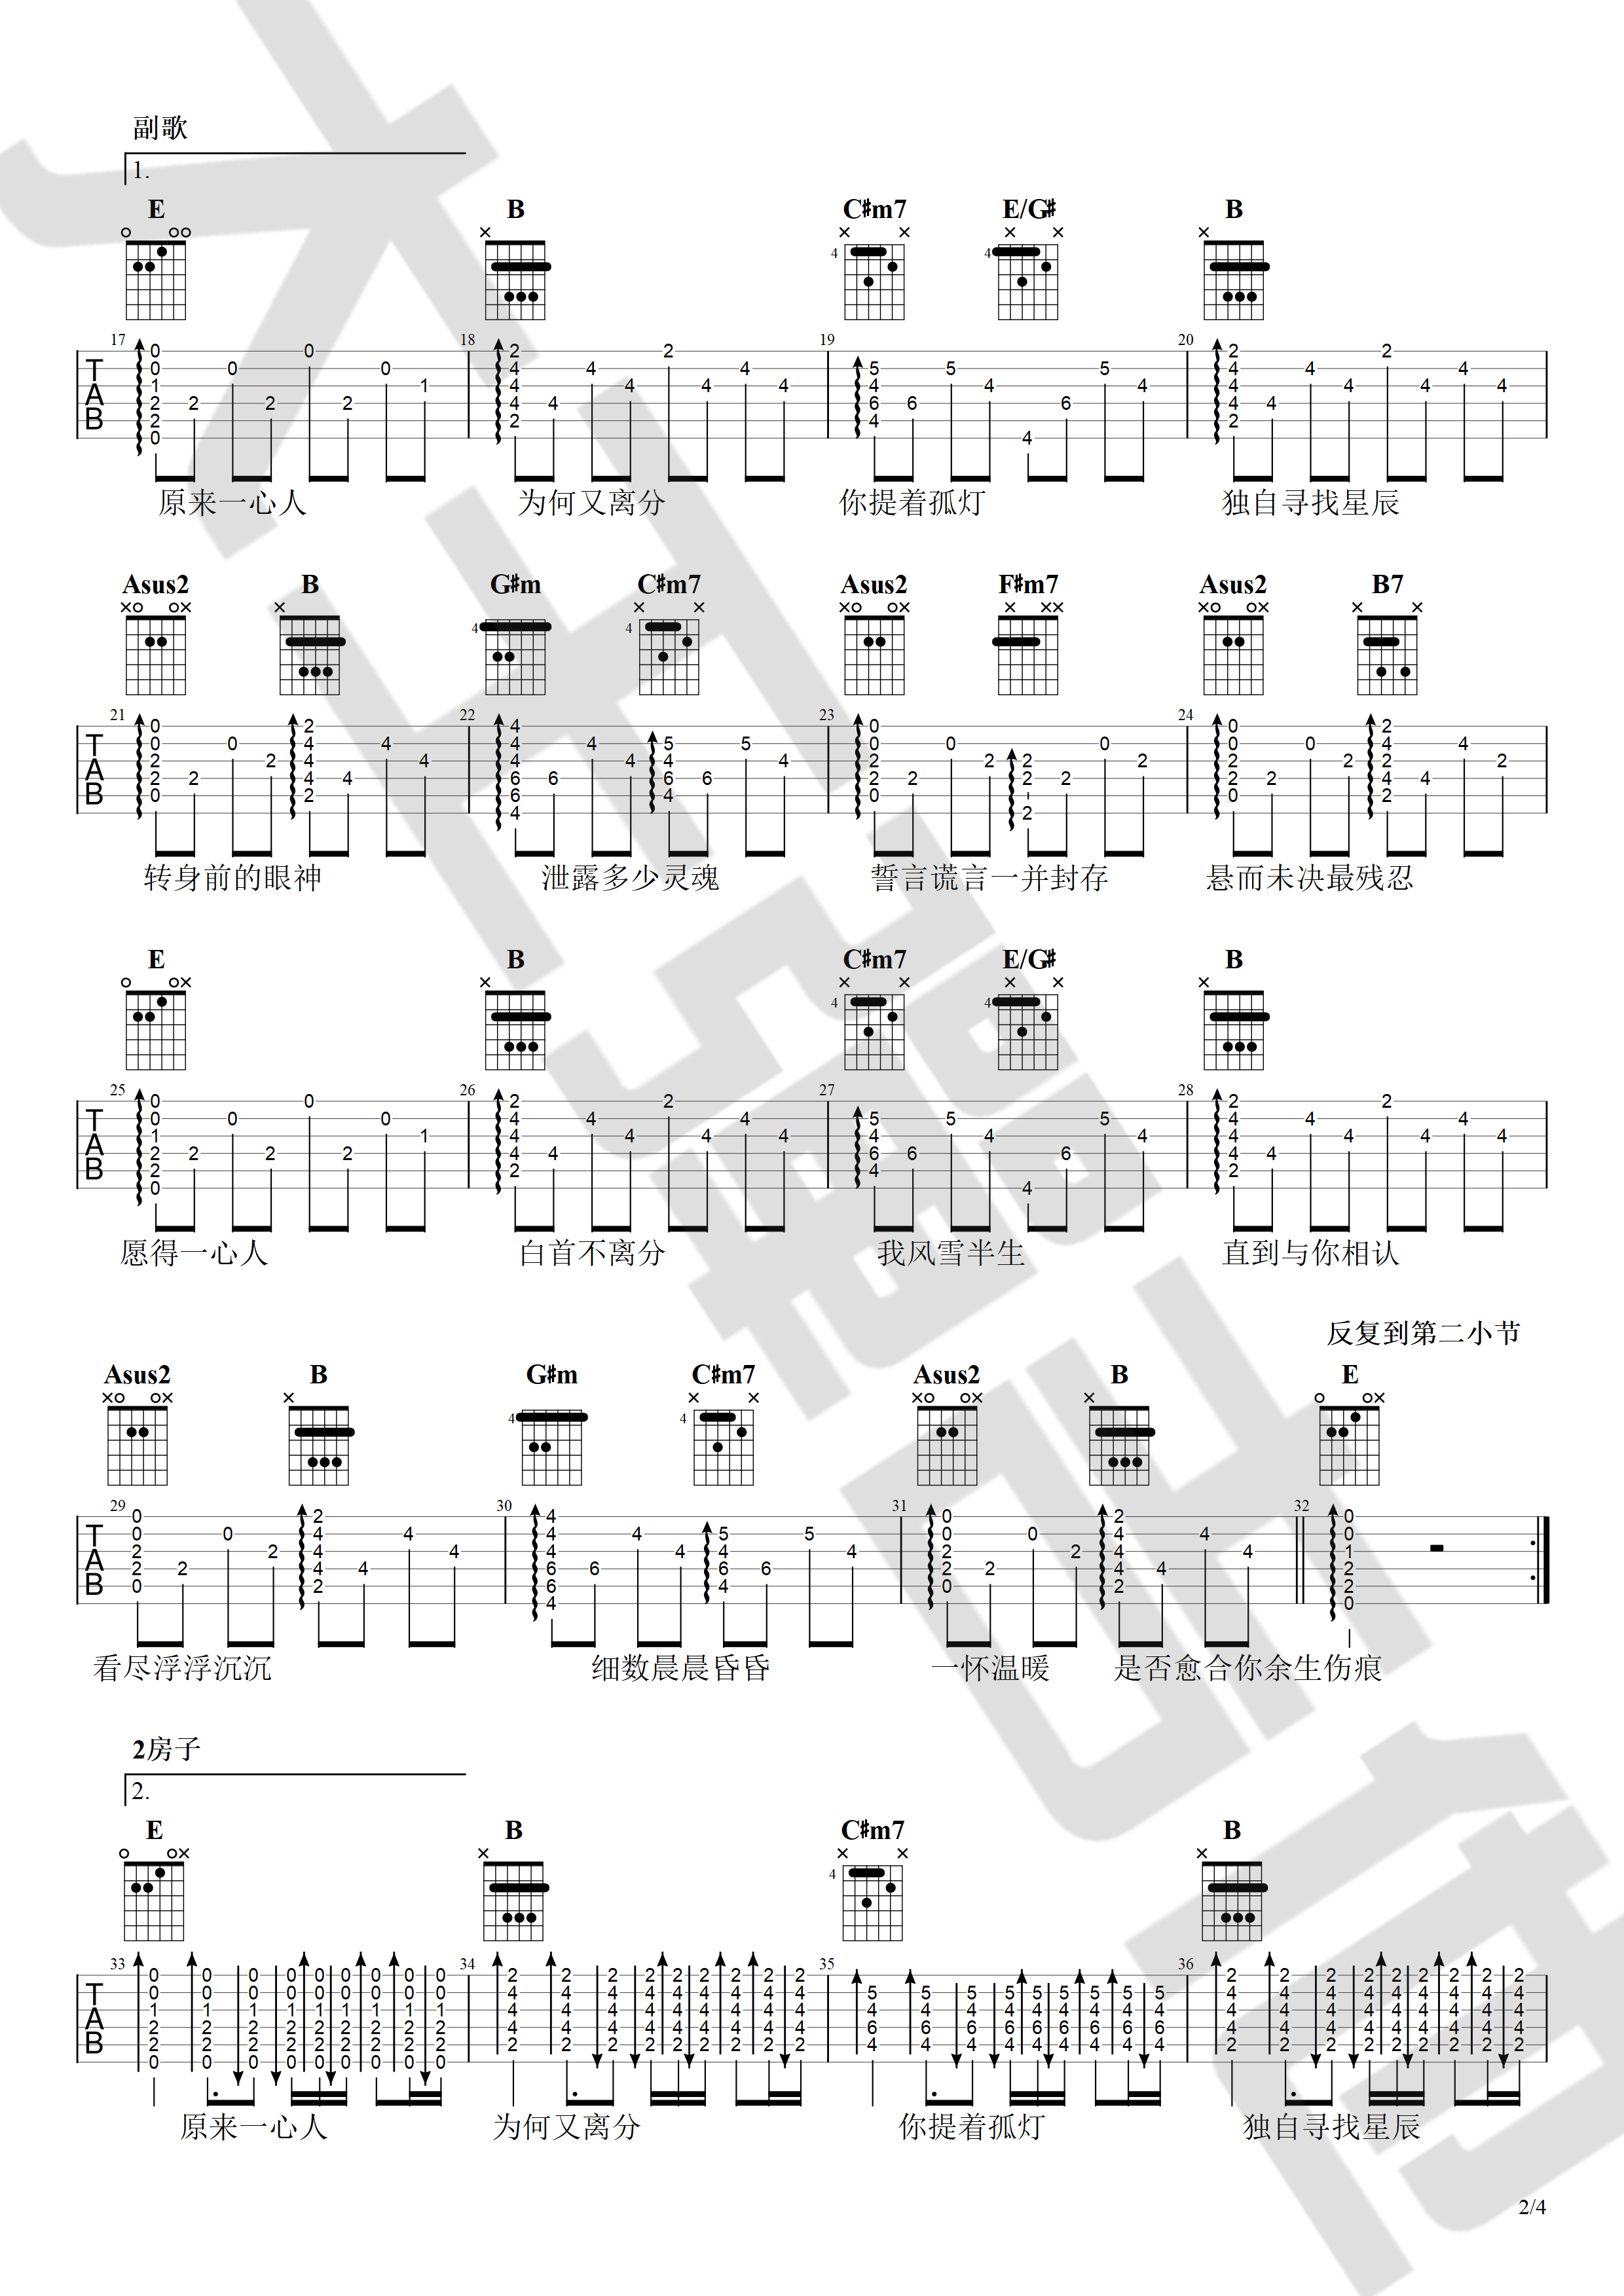 副歌
1.
E B C#m7 E/G# B
17 18 19 20
原来一心人 为何又离分 你提着孤灯 独自寻找星辰
Asus2 B G#m C#m7 Asus2 F#m7 Asus2 B7
21 22 23 24
转身前的眼神 泄露多少灵魂 誓言谎言一并封存 悬而未决最残忍
E B C#m7 E/G# B
25 26 27 28
愿得一心人 白首不离分 我风雪半生 直到与你相认
反复到第二小节
Asus2 B G#m C#m7 Asus2 B E
29 30 31 32
看尽浮浮沉沉 细数晨晨昏昏 一怀温暖 是否愈合你余生伤痕
2房子
2.
E B C#m7 B
33 34 35 36
原来一心人 为何又离分 你提着孤灯 独自寻找星辰
2/4